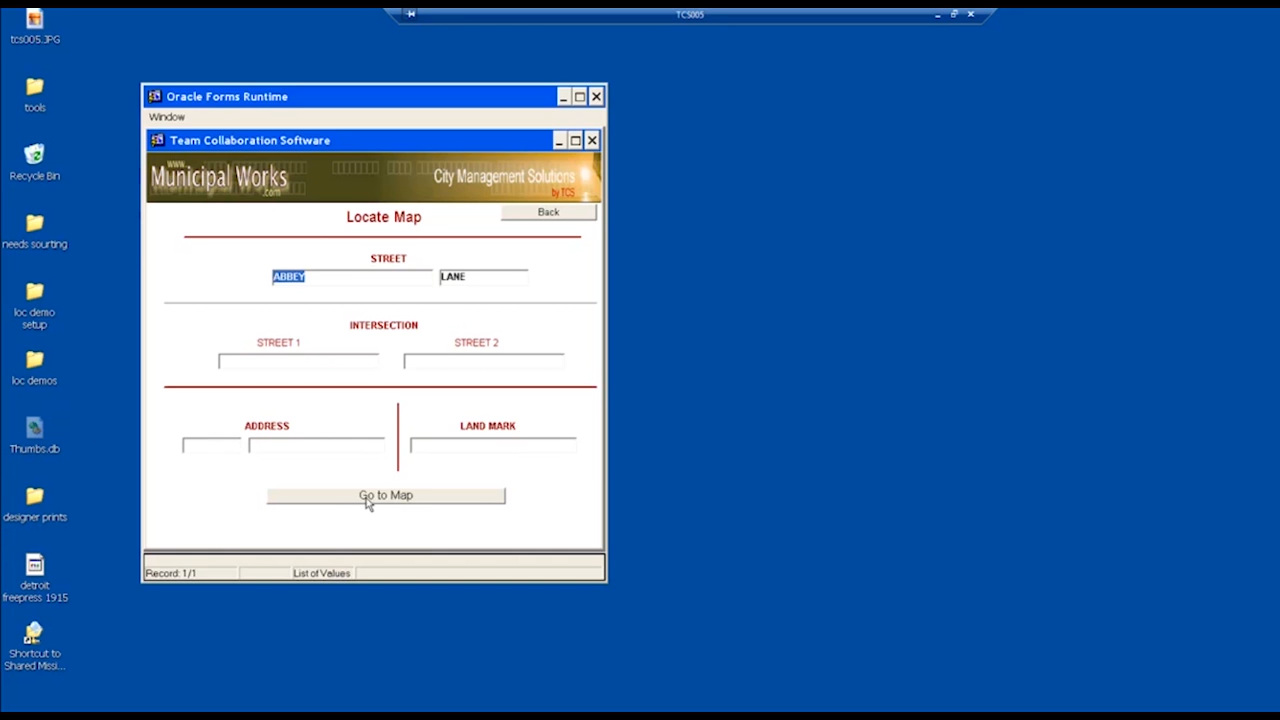 TCS005
tcs005.JPG
tools
Recycle Bin
needs sourting
loc demo
setup
loc demos
Thumbs.db
designer prints
detroit
freepress 1915
Shortcut to
Shared Missi...
Oracle Forms Runtime
Window
Team Collaboration Software
www.
Municipal Works
.com
City Management Solutions
by TCS
Locate Map
Back
STREET
ABBEY LANE
INTERSECTION
STREET 1 STREET 2
ADDRESS LAND MARK
Go to Map
Record: 1/1 List of Values